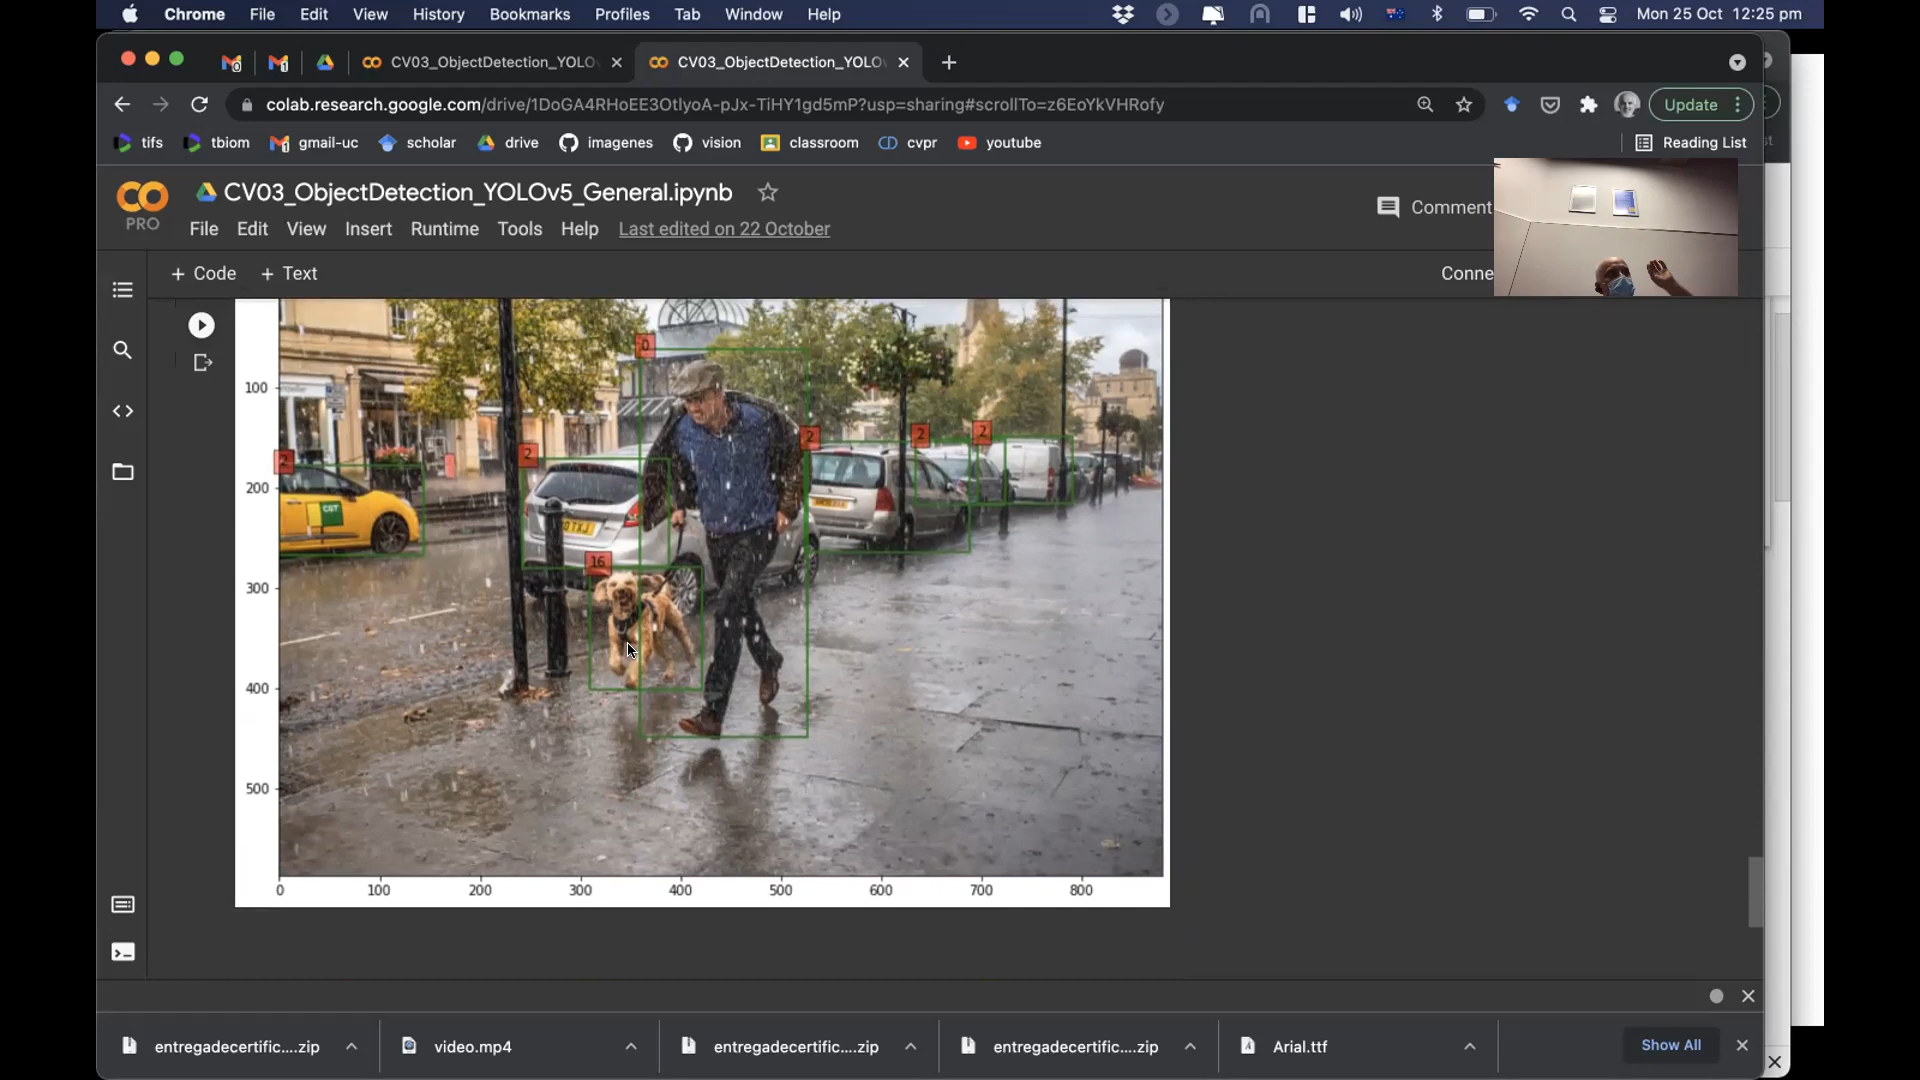 Chrome File Edit View History Bookmarks Profiles Tab Window Help Mon 25 Oct 12:25 pm
CV03_ObjectDetection_YOLO CV03_ObjectDetection_YOLO
colab.research.google.com/drive/1DoGA4RHoEE3OtlyoA-pJx-TiHY1gd5mP?usp=sharing#scrollTo=z6EoYkVHRofy Update
tifs tbiom gmail-uc scholar drive imagenes vision classroom cvpr youtube Reading List
CV03_ObjectDetection_YOLOv5_General.ipynb
PRO
Comment
File Edit View Insert Runtime Tools Help Last edited on 22 October
+ Code + Text Conne
0
100
2 2 2
2 2
200
CGT
16
300
400
500
0 100 200 300 400 500 600 700 800
entregadecertific....zip video.mp4 entregadecertific....zip entregadecertific....zip Arial.ttf Show All